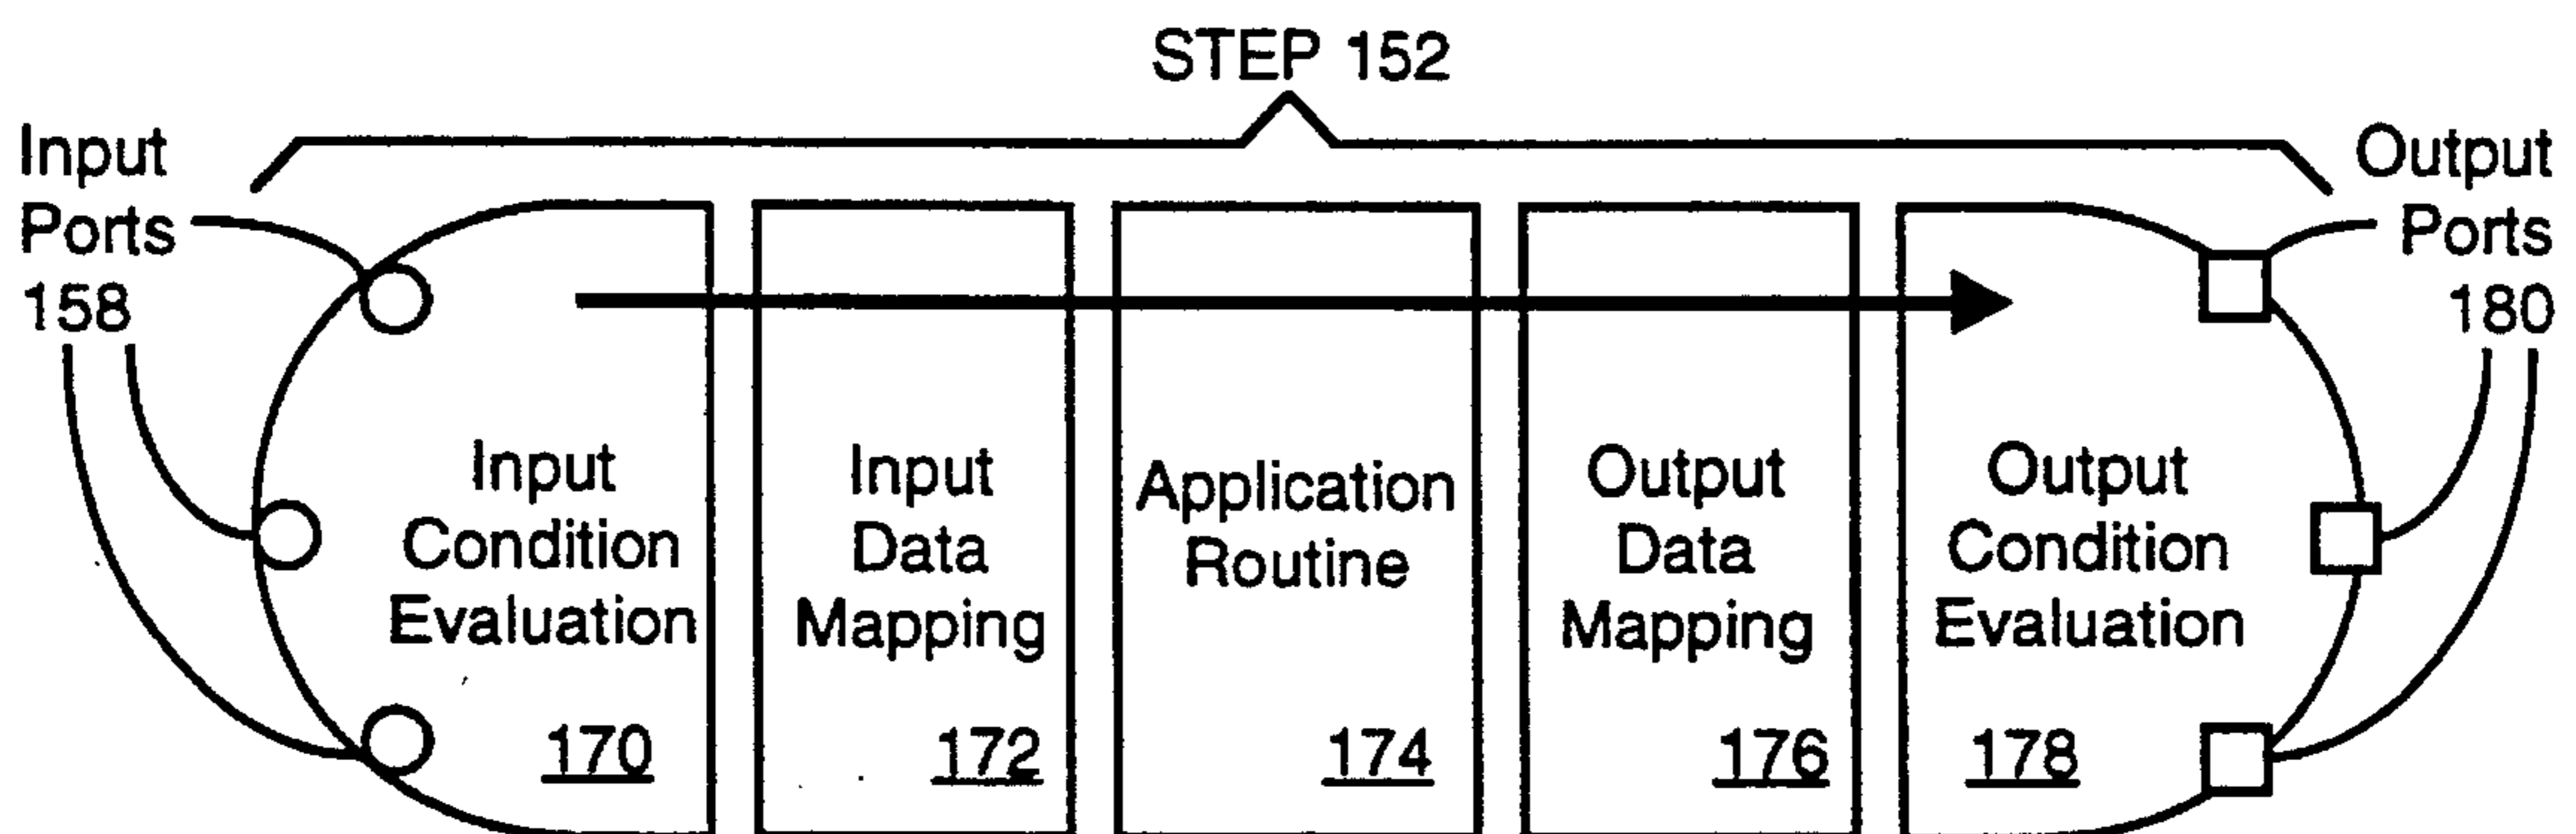 STEP 152
Input
Ports
158
Output
Ports
180
Input
Condition
Evaluation
170
Input
Data
Mapping
172
Application
Routine
174
Output
Data
Mapping
176
Output
Condition
Evaluation
178